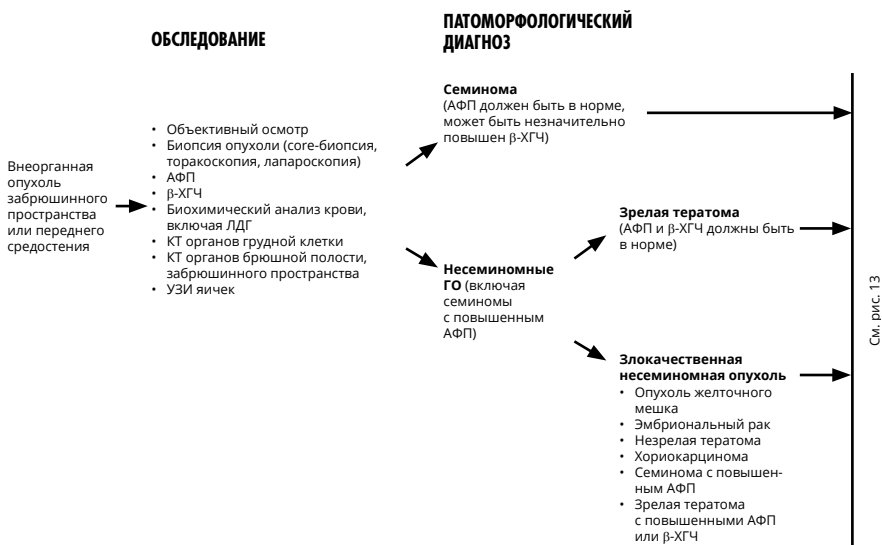 ОБСЛЕДОВАНИЕ
ПАТОМОРФОЛОГИЧЕСКИЙ
ДИАГНОЗ
Внеорганная
опухоль
забрюшинного
пространства
или переднего
средостения
• Объективный осмотр
• Биопсия опухоли (core-биопсия,
торакоскопия, лапароскопия)
• АФП
• β-ХГЧ
• Биохимический анализ крови,
включая ЛДГ
• КТ органов грудной клетки
• КТ органов брюшной полости,
забрюшинного пространства
• УЗИ яичек
Семинома
(АФП должен быть в норме,
может быть незначительно
повышен β-ХГЧ)
Несеминомные
ГО (включая
семиномы
с повышенным
АФП)
Зрелая тератома
(АФП и β-ХГЧ должны быть
в норме)
Злокачественная
несеминомная опухоль
• Опухоль желточного
мешка
• Эмбриональный рак
• Незрелая тератома
• Хориокарцинома
• Семинома с повышен-
ным АФП
• Зрелая тератома
с повышенными АФП
или β-ХГЧ
См. рис. 13